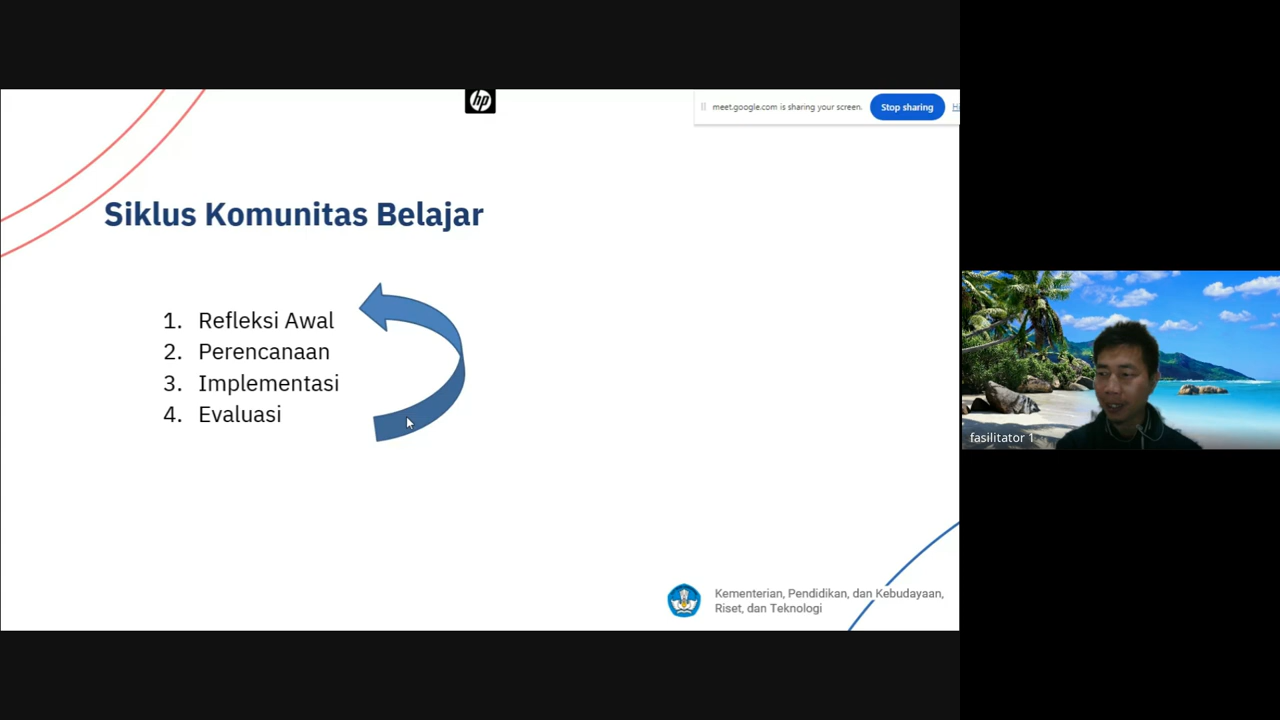 hp
meet.google.com is sharing your screen.
Stop sharing
Siklus Komunitas Belajar
1. Refleksi Awal
2. Perencanaan
3. Implementasi
4. Evaluasi
fasilitator 1
Kementerian, Pendidikan, dan Kebudayaan,
Riset, dan Teknologi